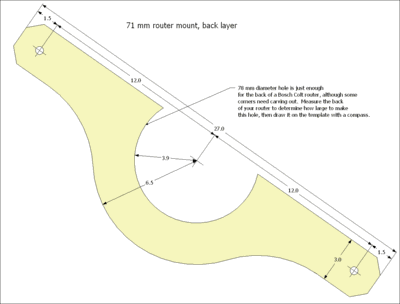 71 mm router mount, back layer
1.5
12.0
78 mm diameter hole is just enough
for the back of a Bosch Colt router, although some
corners need carving out. Measure the back
of your router to determine how large to make
this hole, then draw it on the template with a compass.
27.0
3.9
6.5
12.0
3.0
1.5